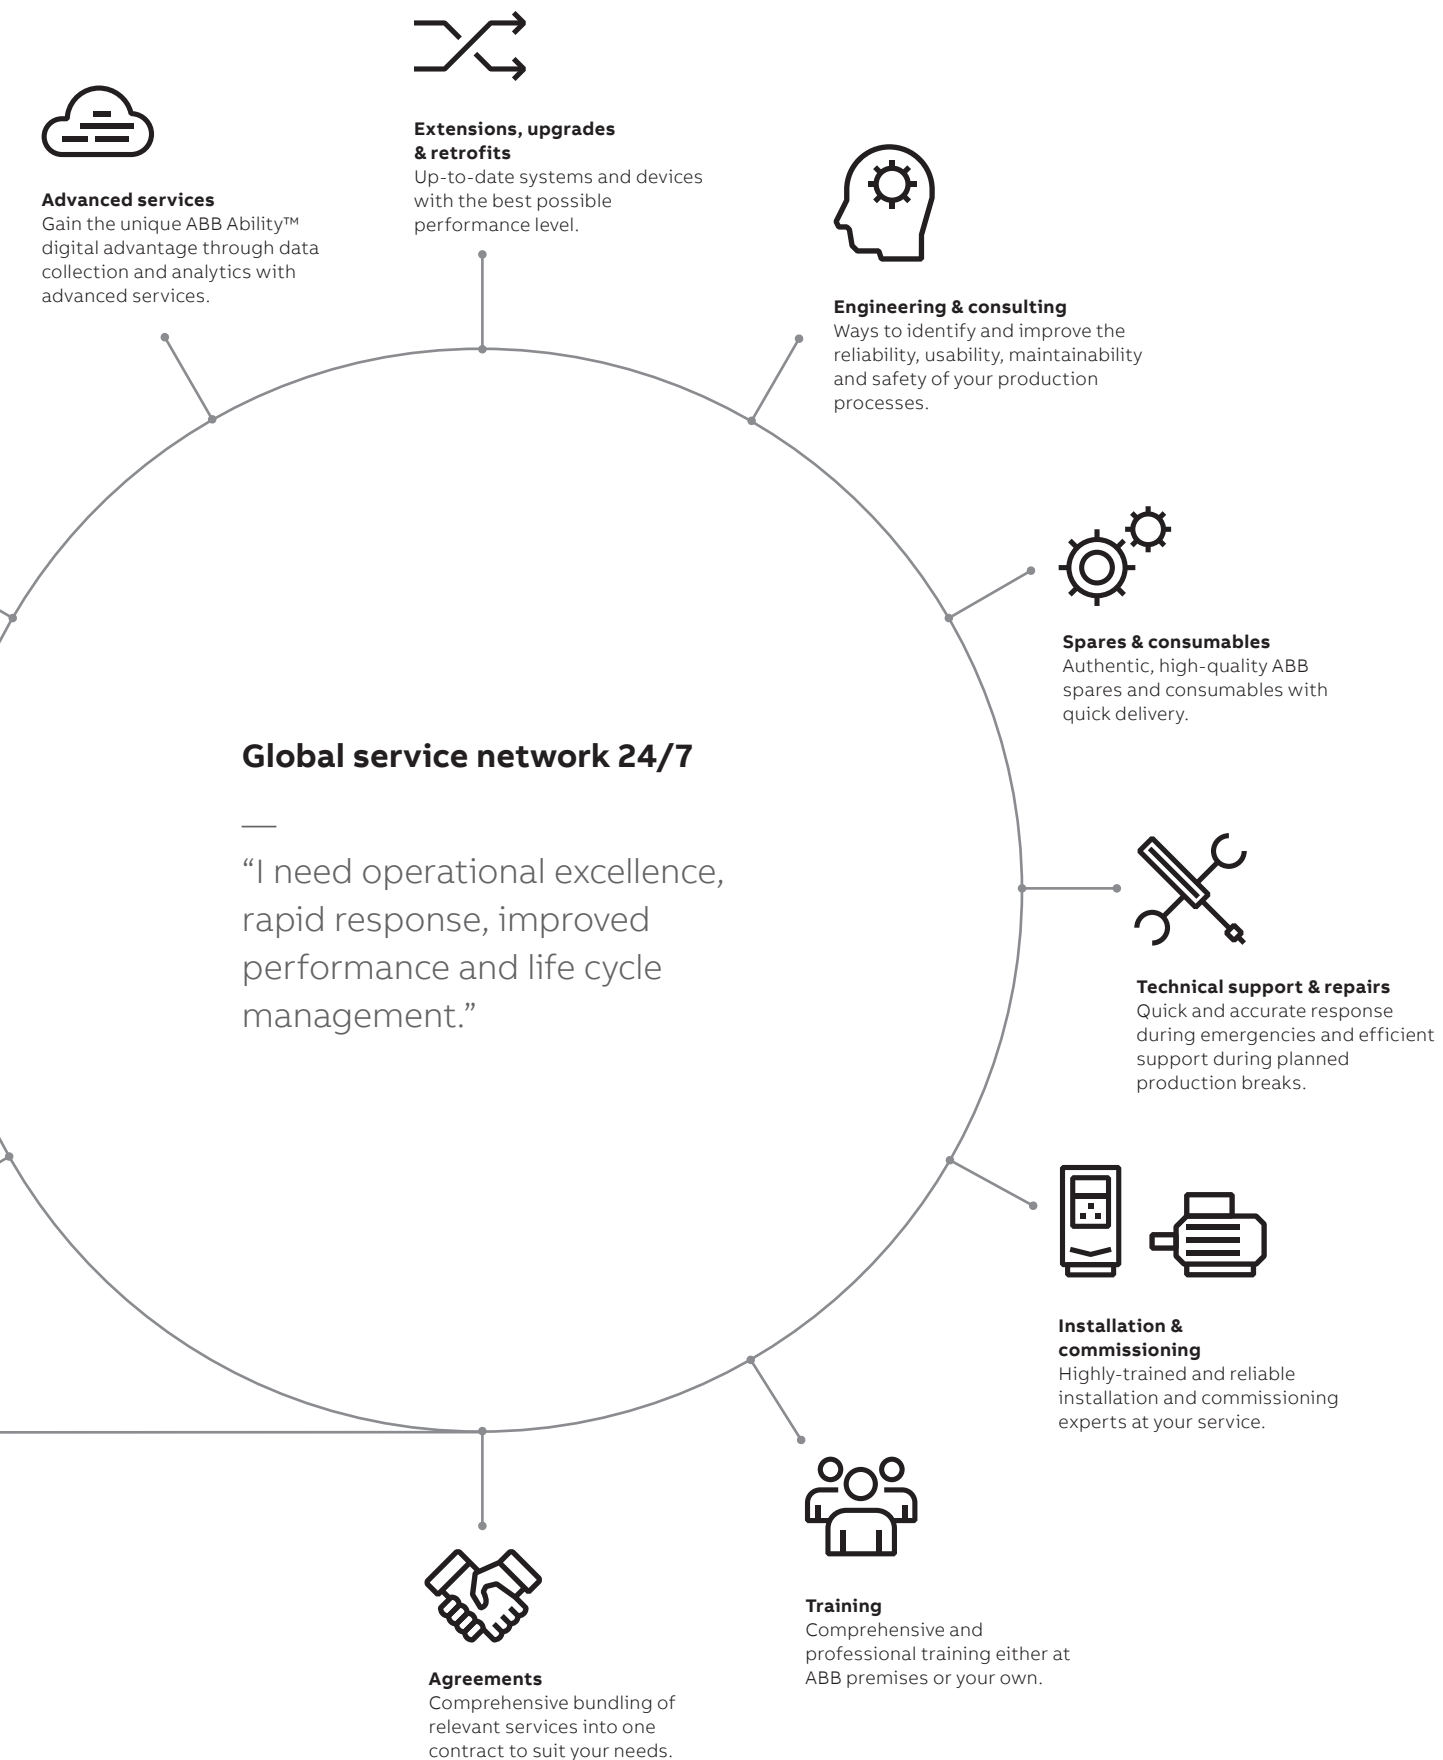 Extensions, upgrades
& retrofits
Up-to-date systems and devices
with the best possible
performance level.
Advanced services
Gain the unique ABB Ability™
digital advantage through data
collection and analytics with
advanced services.
Engineering & consulting
Ways to identify and improve the
reliability, usability, maintainability
and safety of your production
processes.
Spares & consumables
Authentic, high-quality ABB
spares and consumables with
quick delivery.
Global service network 24/7
“I need operational excellence,
rapid response, improved
performance and life cycle
management.”
Technical support & repairs
Quick and accurate response
during emergencies and efficient
support during planned
production breaks.
Installation &
commissioning
Highly-trained and reliable
installation and commissioning
experts at your service.
Training
Comprehensive and
professional training either at
ABB premises or your own.
Agreements
Comprehensive bundling of
relevant services into one
contract to suit your needs.